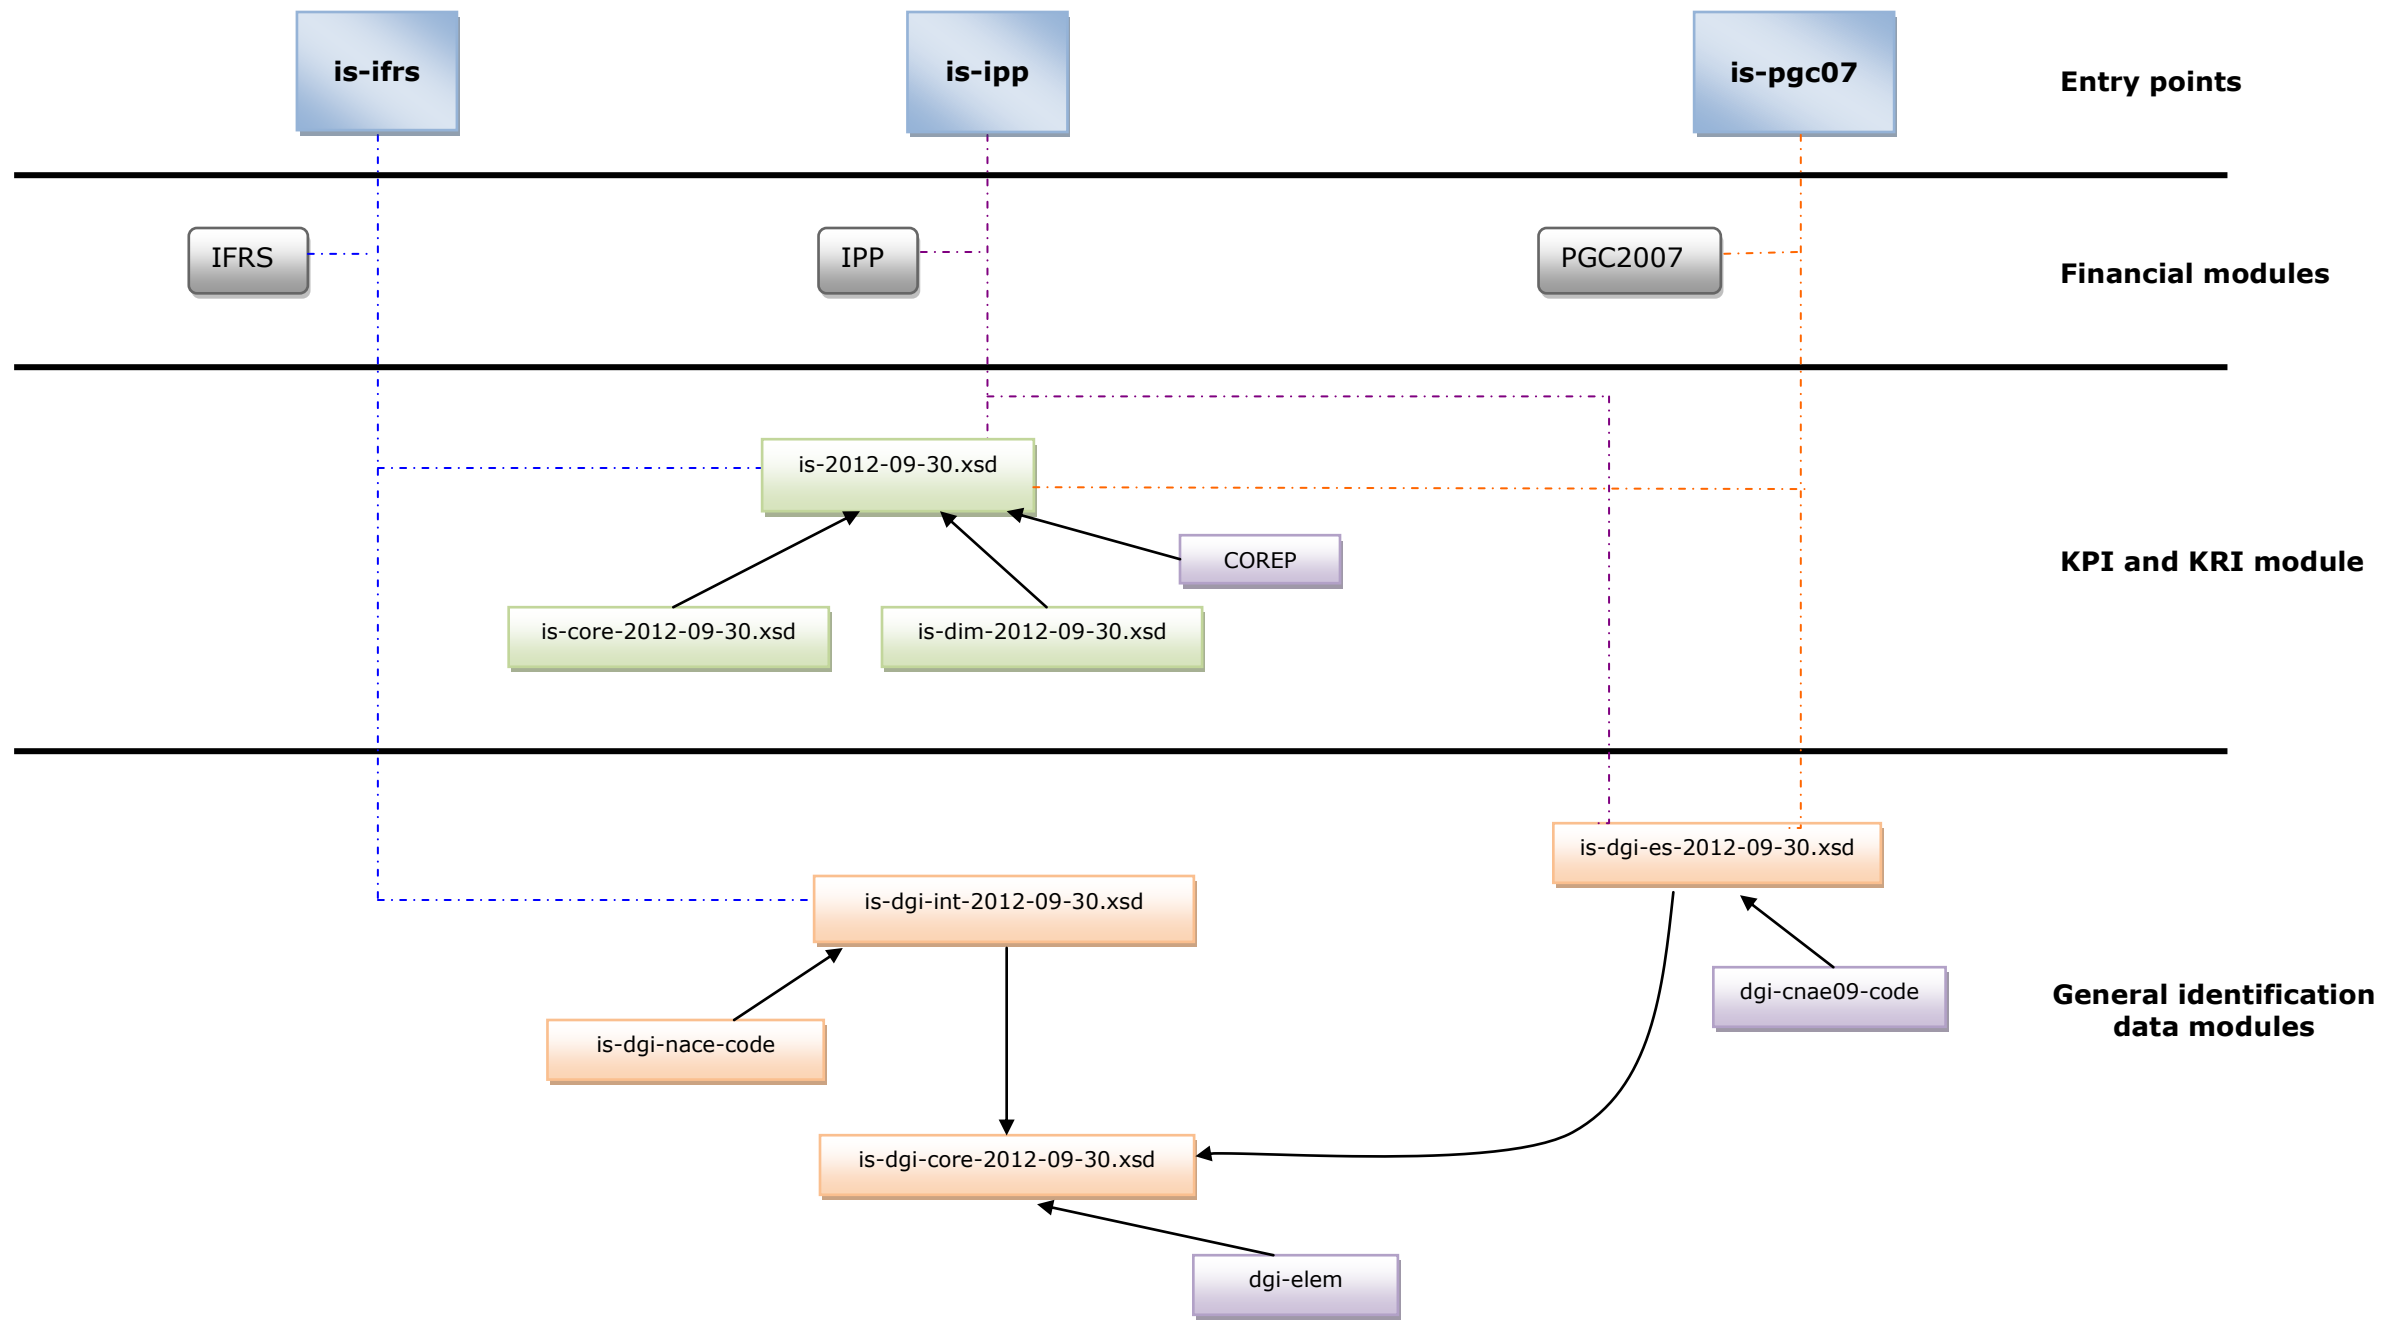 is-ifrs
is-ipp
is-pgc07
Entry points
IFRS
IPP
PGC2007
Financial modules
is-2012-09-30.xsd
COREP
KPI and KRI module
is-core-2012-09-30.xsd
is-dim-2012-09-30.xsd
is-dgi-es-2012-09-30.xsd
is-dgi-int-2012-09-30.xsd
dgi-cnae09-code
General identification
data modules
is-dgi-nace-code
is-dgi-core-2012-09-30.xsd
dgi-elem